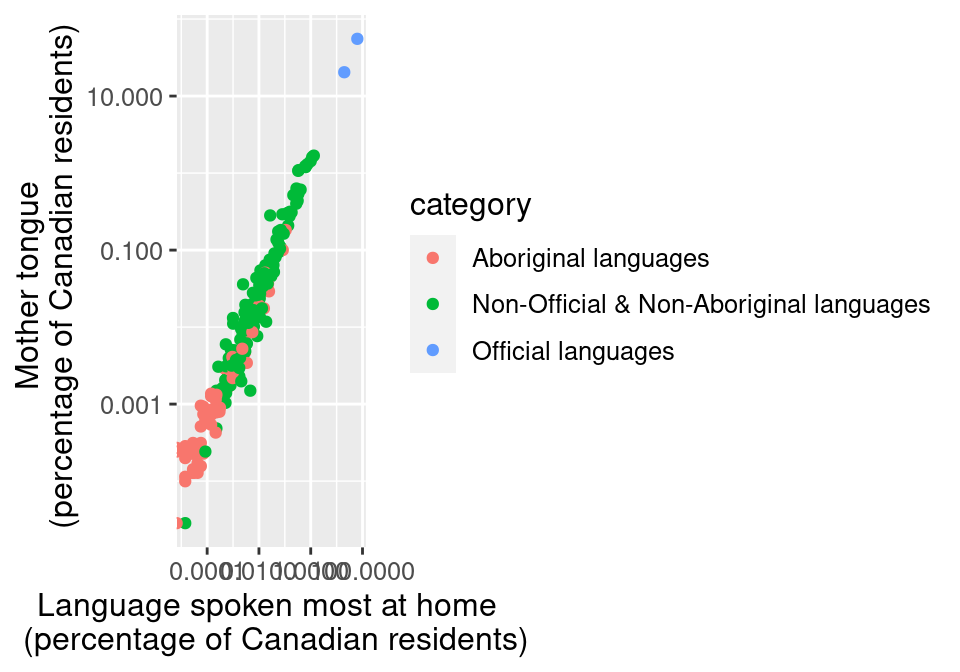 Mother tongue
(percentage of Canadian residents)
10.000
0.100
0.001
category
Aboriginal languages
Non-Official & Non-Aboriginal languages
Official languages
Language spoken most at home
(percentage of Canadian residents)